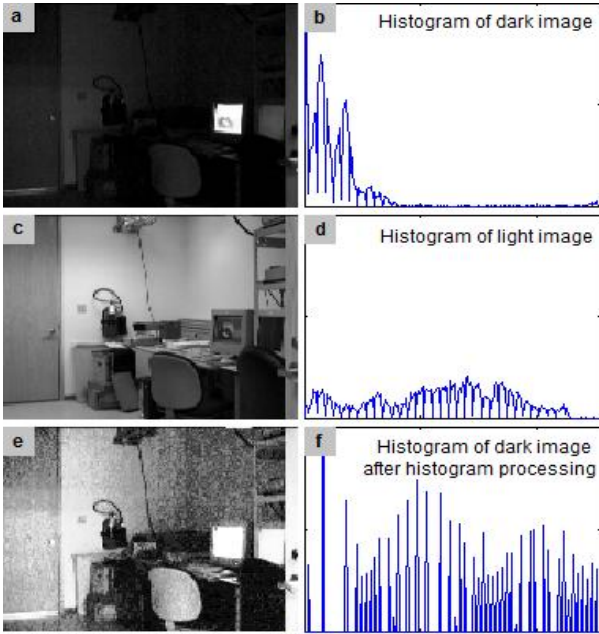 a
b
Histogram of dark image
c
d
Histogram of light image
e
f
Histogram of dark image
after histogram processing